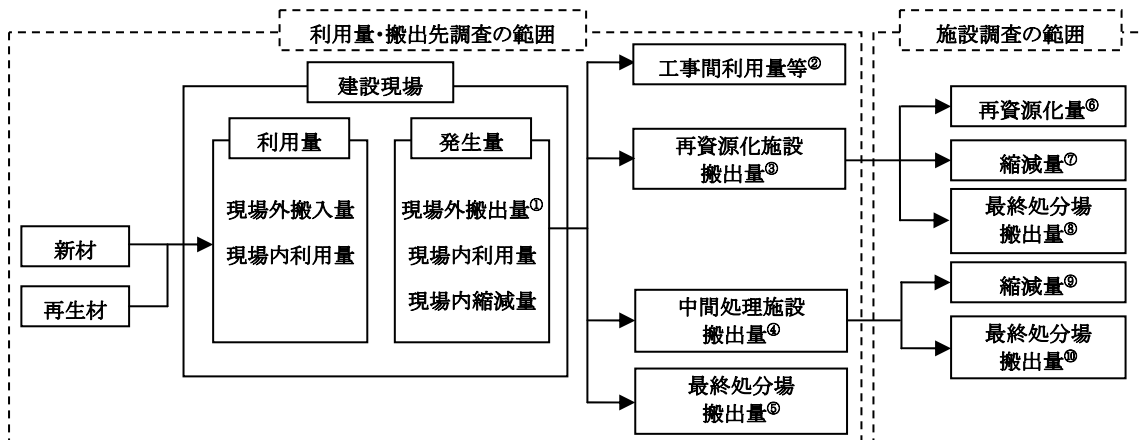 利用量・搬出先調査の範囲
施設調査の範囲
建設現場
利用量
現場外搬入量
現場内利用量
発生量
現場外搬出量①
現場内利用量
現場内縮減量
新材
再生材
工事間利用量等②
再資源化施設
搬出量③
中間処理施設
搬出量④
最終処分場
搬出量⑤
再資源化量⑥
縮減量⑦
最終処分場
搬出量⑧
縮減量⑨
最終処分場
搬出量⑩